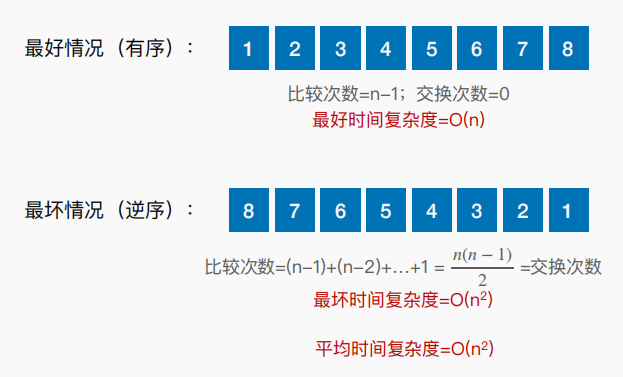 最好情况（有序）： 1 2 3 4 5 6 7 8
比较次数=n−1；交换次数=0
最好时间复杂度=O(n)
最坏情况（逆序）： 8 7 6 5 4 3 2 1
比较次数=(n−1)+(n−2)+…+1 = n(n − 1)/2 =交换次数
最坏时间复杂度=O(n²)
平均时间复杂度=O(n²)